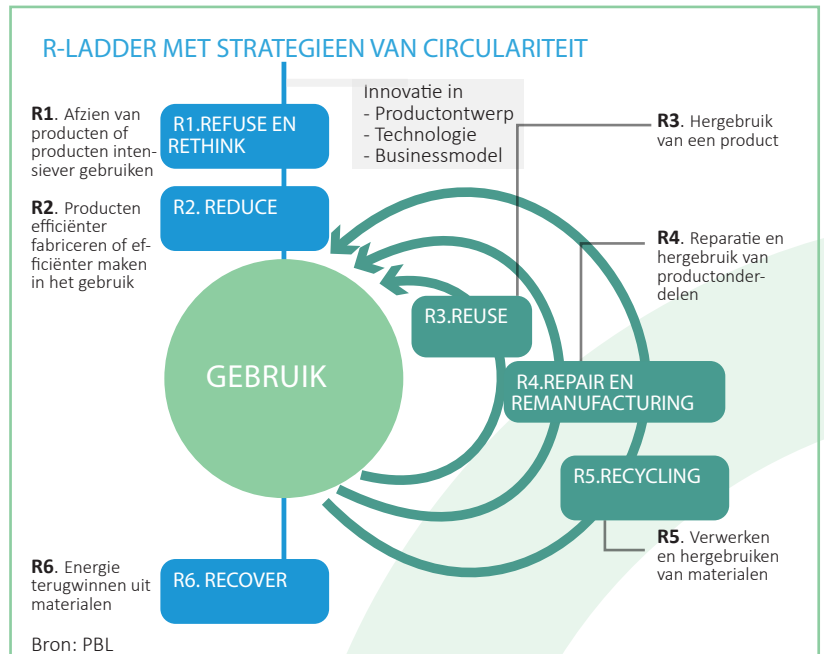 R-LADDER MET STRATEGIEEN VAN CIRCULARITEIT
Innovatie in
- Productontwerp
- Technologie
- Businessmodel
R1. Afzien van
producten of
producten inten-
siever gebruiken
R1.REFUSE EN
RETHINK
R3. Hergebruik
van een product
R2. Producten
efficiënter
fabriceren of ef-
ficiënter maken
in het gebruik
R2. REDUCE
R4. Reparatie en
hergebruik van
productonder-
delen
R3.REUSE
GEBRUIK
R4.REPAIR EN
REMANUFACTURING
R5.RECYCLING
R5. Verwerken
en hergebruiken
van materialen
R6. Energie
terugwinnen uit
materialen
R6. RECOVER
Bron: PBL